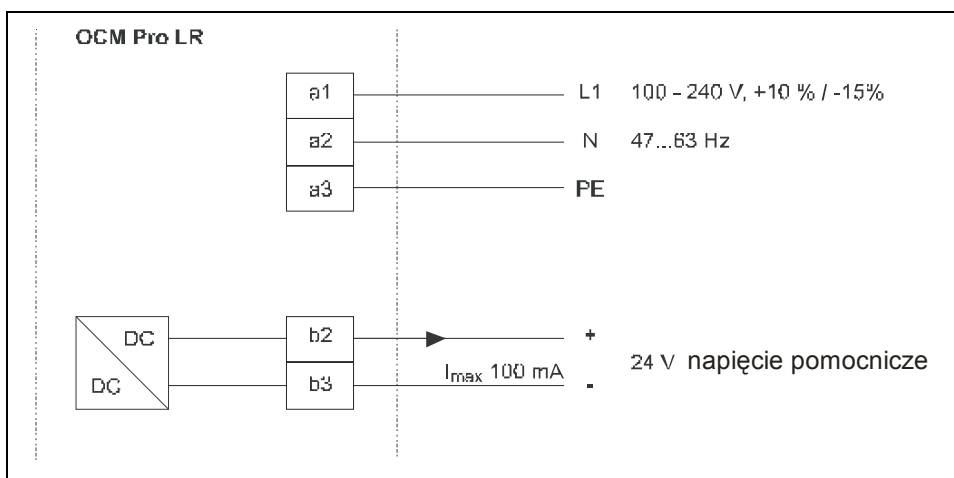 OCM Pro LR
a1 L1 100 - 240 V, +10 % / -15%
a2 N 47...63 Hz
a3 PE
DC b2 +
24 V napięcie pomocnicze
DC b3 Imax 100 mA -